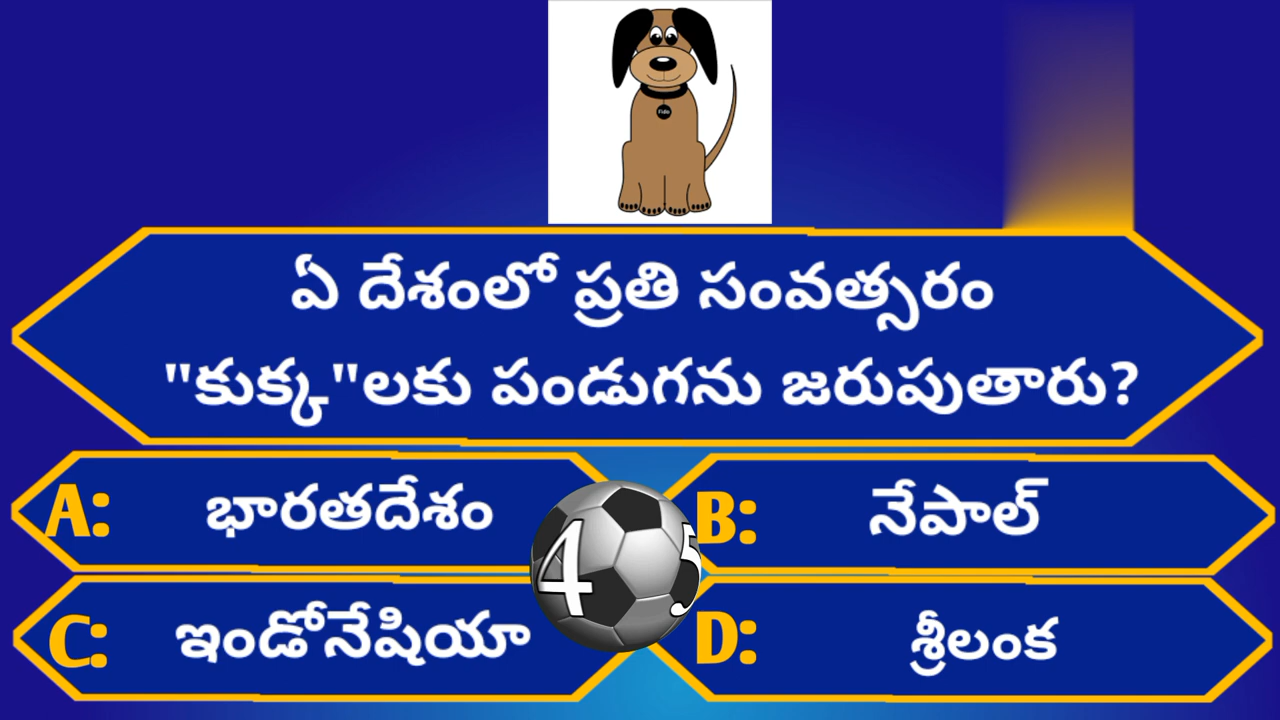 ఏ దేశంలో ప్రతి సంవత్సరం
"కుక్క"లకు పండుగను జరుపుతారు?
A: భారతదేశం
B: నేపాల్
4 5
C: ఇండోనేషియా
D: శ్రీలంక